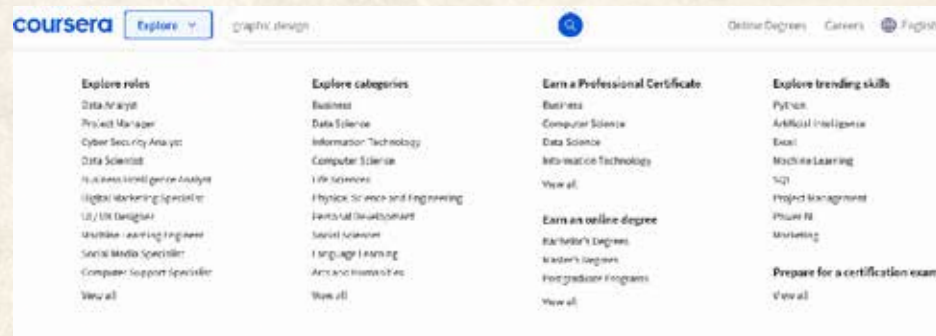 coursera Explore graphic design Online Degrees Careers English
Explore roles
Data Analyst
Project Manager
Cyber Security Analyst
Data Scientist
Business Intelligence Analyst
Digital Marketing Specialist
UI / UX Designer
Machine Learning Engineer
Social Media Specialist
Computer Support Specialist
View all
Explore categories
Business
Data Science
Information Technology
Computer Science
Life Sciences
Physical Science and Engineering
Personal Development
Social Sciences
Language Learning
Arts and Humanities
View all
Earn a Professional Certificate
Business
Computer Science
Data Science
Information Technology
View all
Earn an online degree
Bachelor's Degrees
Master's Degrees
Postgraduate Programs
View all
Explore trending skills
Python
Artificial Intelligence
Excel
Machine Learning
SQL
Project Management
Power BI
Marketing
Prepare for a certification exam
View all